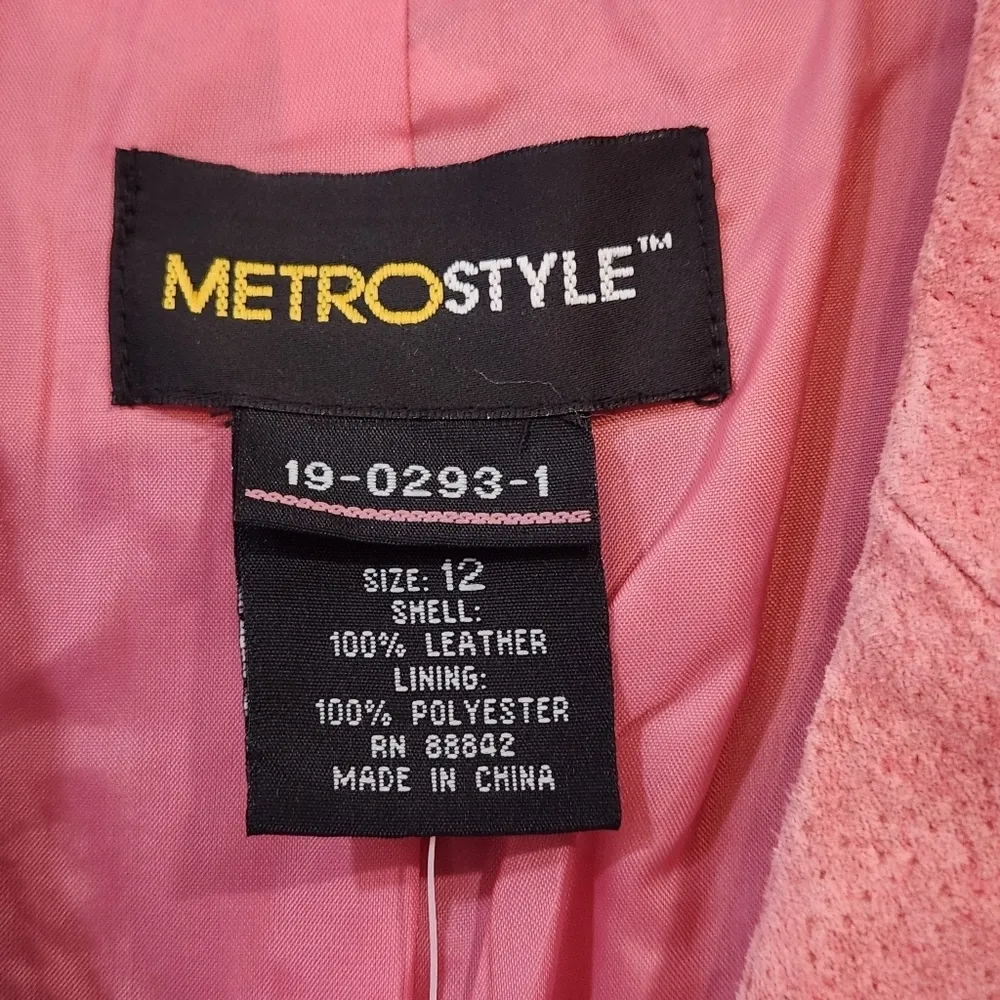 METROSTYLE™
19-0293-1
SIZE: 12
SHELL:
100% LEATHER
LINING:
100% POLYESTER
RN 88842
MADE IN CHINA